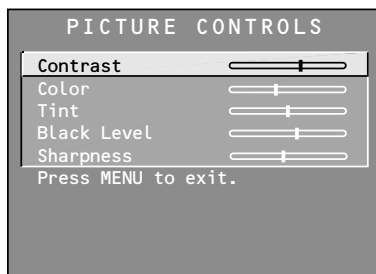 PICTURE CONTROLS
Contrast
Color
Tint
Black Level
Sharpness
Press MENU to exit.